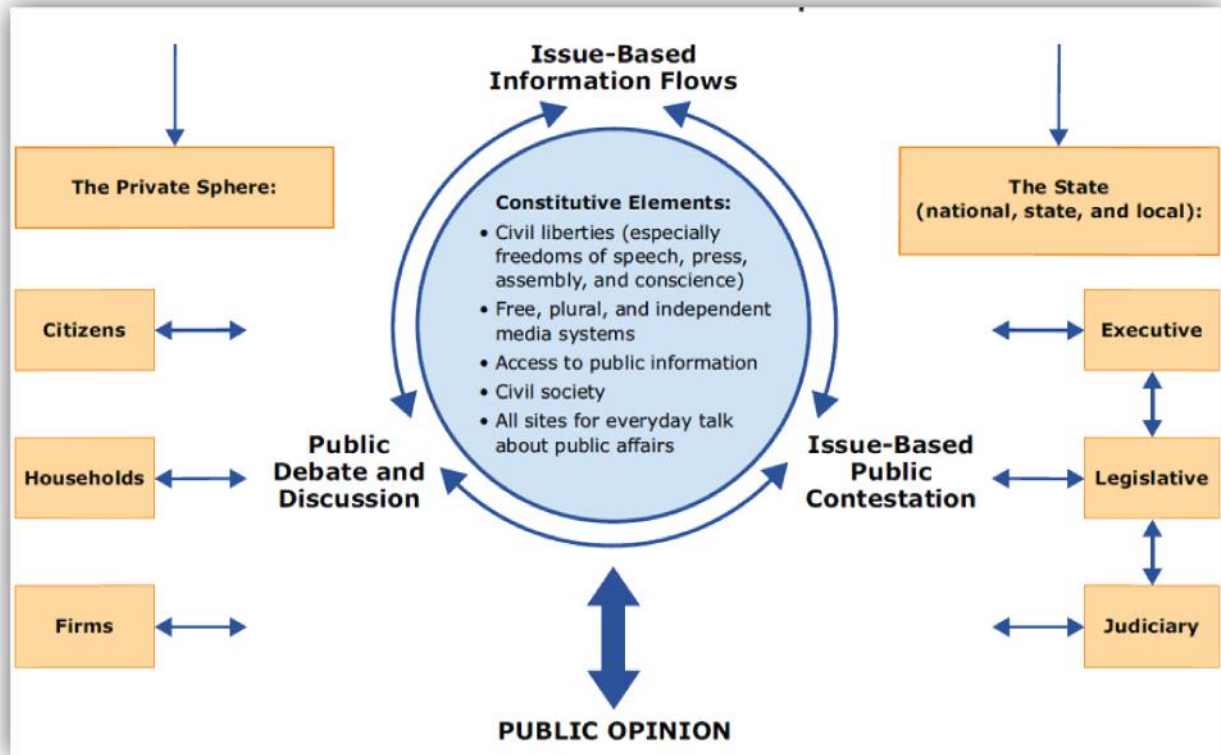 Issue-Based
Information Flows
The Private Sphere:
The State
(national, state, and local):
Constitutive Elements:
• Civil liberties (especially
freedoms of speech, press,
assembly, and conscience)
• Free, plural, and independent
media systems
• Access to public information
• Civil society
• All sites for everyday talk
about public affairs
Citizens
Households
Firms
Public
Debate and
Discussion
Issue-Based
Public
Contestation
Executive
Legislative
Judiciary
PUBLIC OPINION